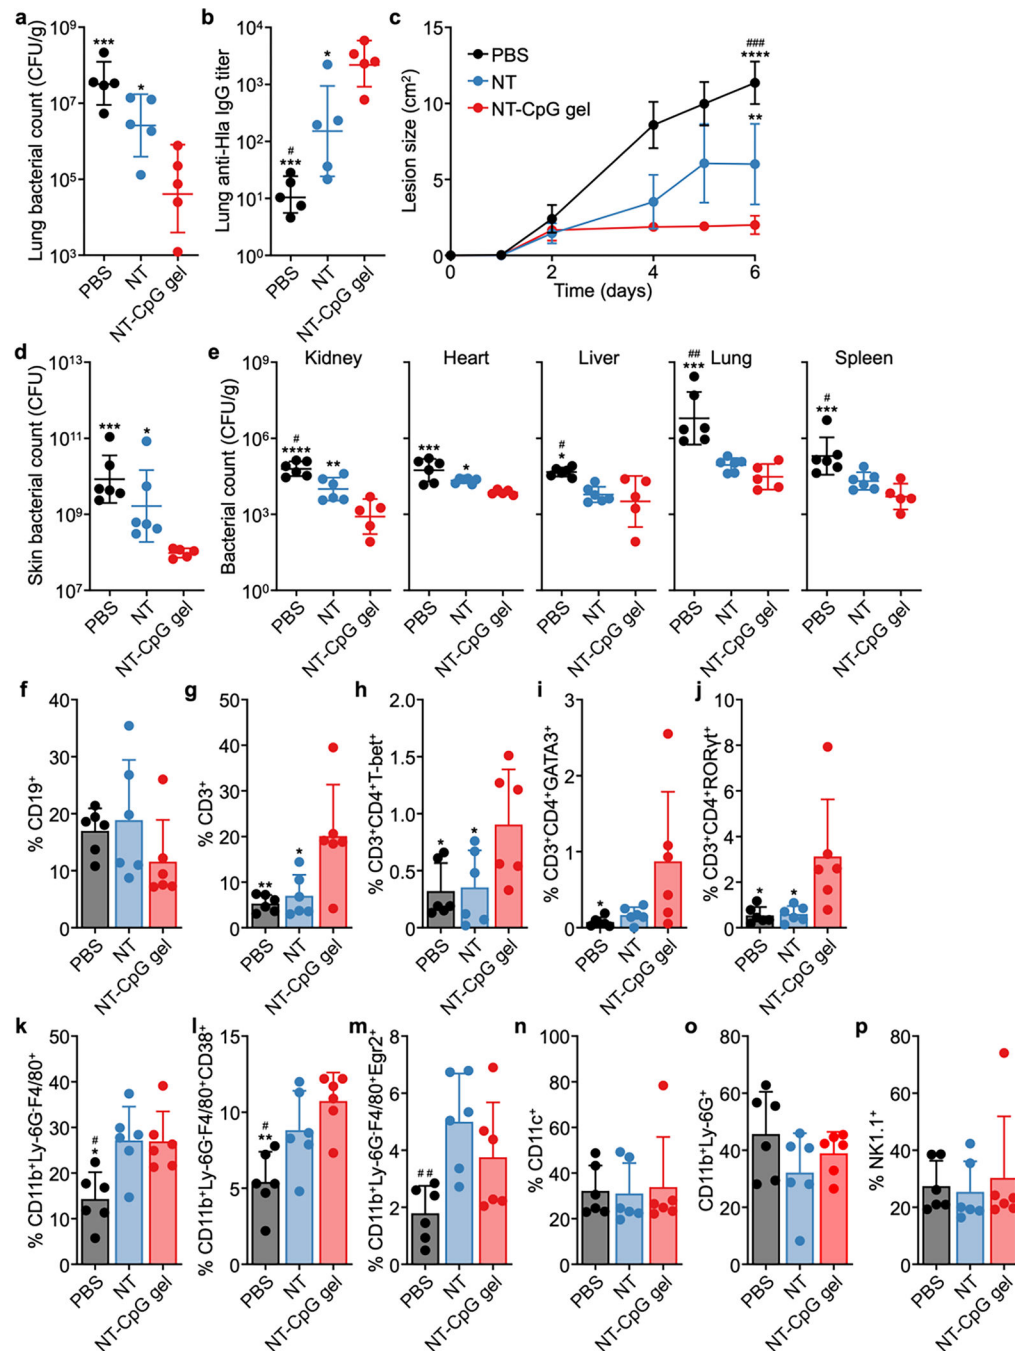 a
Lung bacterial count (CFU/g)
10⁹
10⁷
10⁵
10³
***
*
PBS
NT
NT-CpG gel
b
Lung anti-Hla IgG titer
10⁴
10³
10²
10¹
10⁰
#
***
*
PBS
NT
NT-CpG gel
c
Lesion size (cm²)
15
10
5
0
PBS
NT
NT-CpG gel
###
****
**
0
2
4
6
Time (days)
d
Skin bacterial count (CFU)
10¹³
10¹¹
10⁹
10⁷
***
*
PBS
NT
NT-CpG gel
e
Bacterial count (CFU/g)
10⁹
10⁶
10³
10⁰
Kidney
#
****
**
PBS
NT
NT-CpG gel
Heart
***
*
PBS
NT
NT-CpG gel
Liver
#
*
PBS
NT
NT-CpG gel
Lung
##
***
PBS
NT
NT-CpG gel
Spleen
#
***
PBS
NT
NT-CpG gel
f
% CD19⁺
40
30
20
10
0
PBS
NT
NT-CpG gel
g
% CD3⁺
50
40
30
20
10
0
**
*
PBS
NT
NT-CpG gel
h
% CD3⁺CD4⁺T-bet⁺
2.0
1.5
1.0
0.5
0.0
*
*
PBS
NT
NT-CpG gel
i
% CD3⁺CD4⁺GATA3⁺
3
2
1
0
*
PBS
NT
NT-CpG gel
j
% CD3⁺CD4⁺RORγt⁺
10
8
6
4
2
0
*
*
PBS
NT
NT-CpG gel
k
% CD11b⁺Ly-6G⁻F4/80⁺
50
40
30
20
10
0
#
*
PBS
NT
NT-CpG gel
l
% CD11b⁺Ly-6G⁻F4/80⁺CD38⁺
15
10
5
0
#
**
PBS
NT
NT-CpG gel
m
% CD11b⁺Ly-6G⁻F4/80⁺Egr2⁺
8
6
4
2
0
##
PBS
NT
NT-CpG gel
n
% CD11c⁺
100
80
60
40
20
0
PBS
NT
NT-CpG gel
o
CD11b⁺Ly-6G⁺
80
60
40
20
0
PBS
NT
NT-CpG gel
p
% NK1.1⁺
80
60
40
20
0
PBS
NT
NT-CpG gel